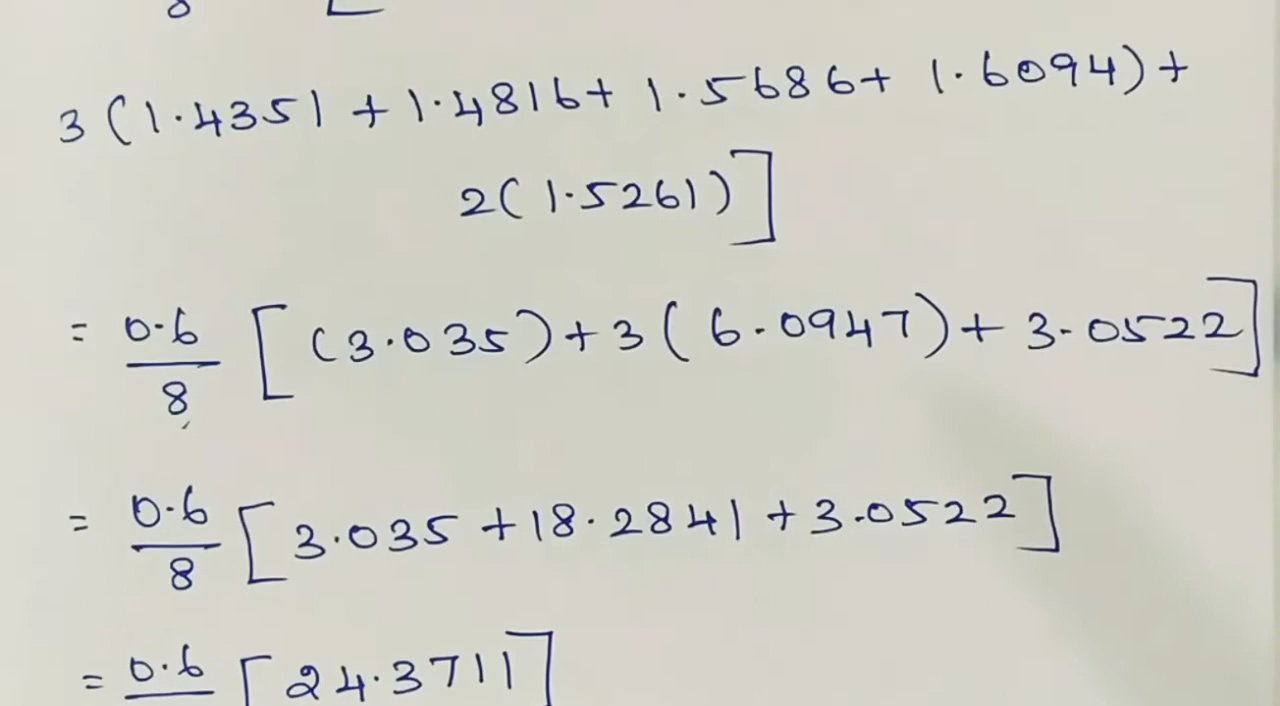 8 [
3 (1.4351 + 1.4816 + 1.5686 + 1.6094) +
2(1.5261)]
= 0.6/8 [(3.035) + 3(6.0947) + 3.0522]
= 0.6/8 [3.035 + 18.2841 + 3.0522]
= 0.6 [24.3711]